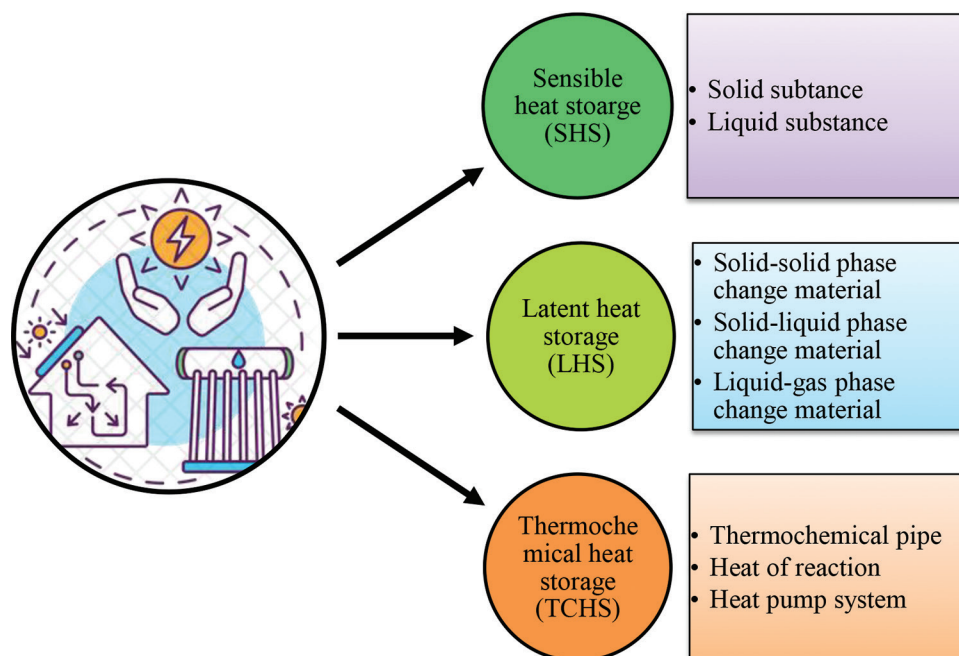 Sensible
heat stoarge
(SHS)
• Solid subtance
• Liquid substance
Latent heat
storage
(LHS)
• Solid-solid phase
change material
• Solid-liquid phase
change material
• Liquid-gas phase
change material
Thermoche
mical heat
storage
(TCHS)
• Thermochemical pipe
• Heat of reaction
• Heat pump system